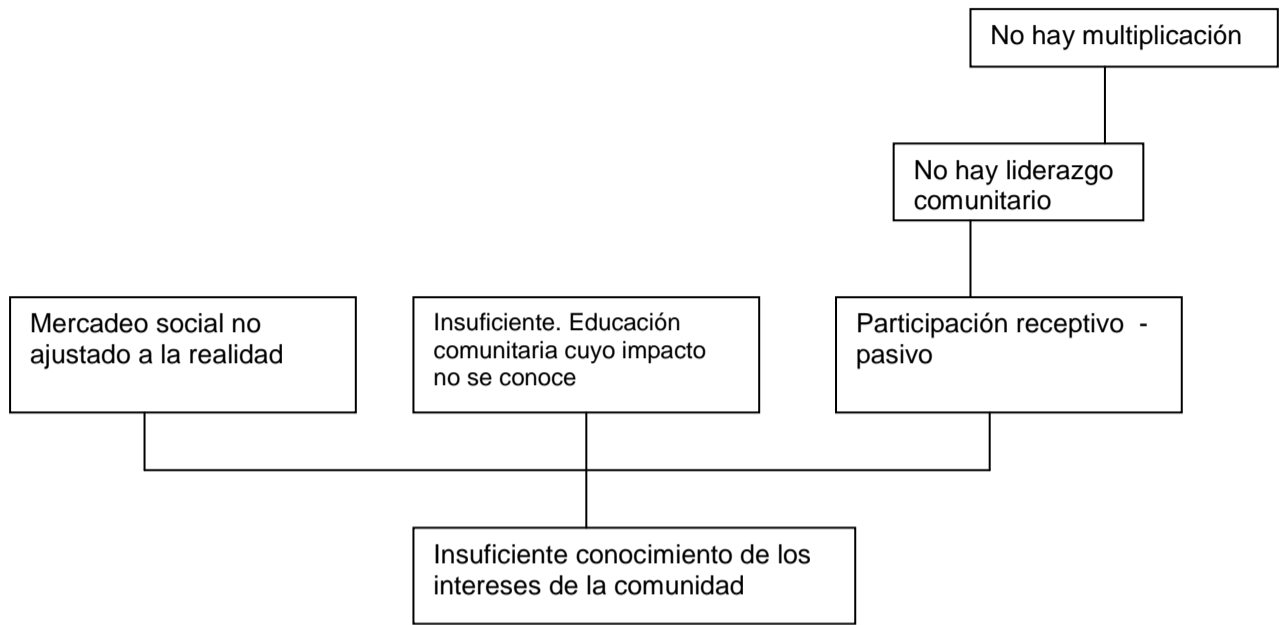 No hay multiplicación
No hay liderazgo
comunitario
Mercadeo social no
ajustado a la realidad
Insuficiente. Educación
comunitaria cuyo impacto
no se conoce
Participación receptivo -
pasivo
Insuficiente conocimiento de los
intereses de la comunidad